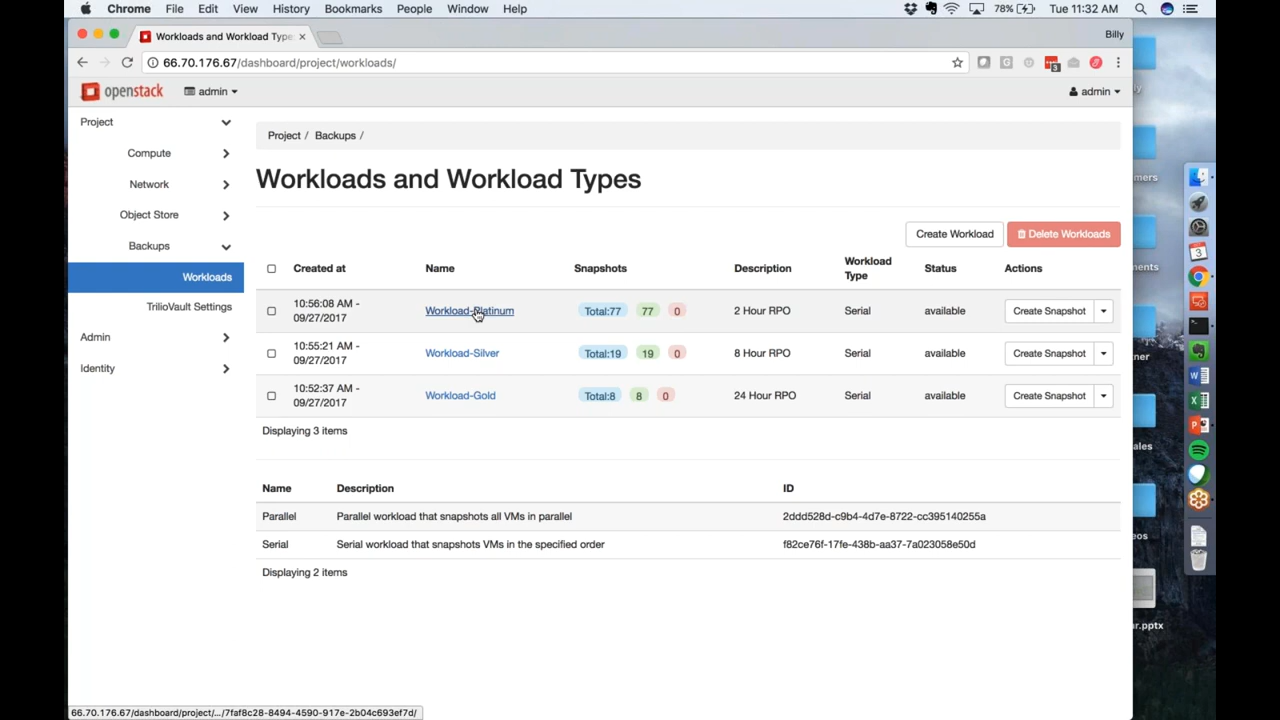 Chrome File Edit View History Bookmarks People Window Help 78% Tue 11:32 AM
Workloads and Workload Type × Billy
66.70.176.67/dashboard/project/workloads/ 3
openstack admin admin
Project
Project / Backups /
Compute
Workloads and Workload Types
Network
Object Store
Create Workload Delete Workloads
Backups
Created at Name Snapshots Description Workload Type Status Actions
Workloads
10:56:08 AM - 09/27/2017 Workload-Platinum Total:77 77 0 2 Hour RPO Serial available Create Snapshot
TrilioVault Settings
Admin
10:55:21 AM - 09/27/2017 Workload-Silver Total:19 19 0 8 Hour RPO Serial available Create Snapshot
Identity
10:52:37 AM - 09/27/2017 Workload-Gold Total:8 8 0 24 Hour RPO Serial available Create Snapshot
Displaying 3 items
Name Description ID
Parallel Parallel workload that snapshots all VMs in parallel 2ddd528d-c9b4-4d7e-8722-cc395140255a
Serial Serial workload that snapshots VMs in the specified order f82ce76f-17fe-438b-aa37-7a023058e50d
Displaying 2 items
66.70.176.67/dashboard/project/.../7faf8c28-8494-4590-917e-2b04c693ef7d/
mers
ments
ner
ales
eos
ur.pptx